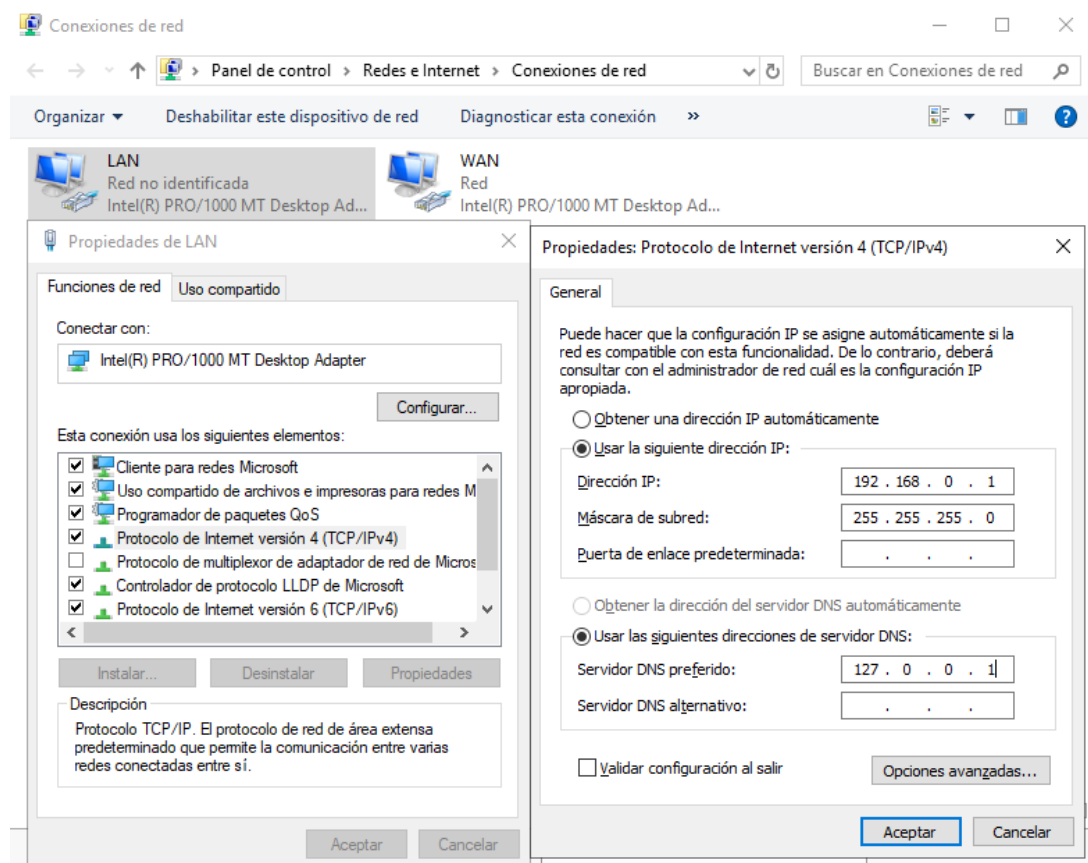 Conexiones de red
Panel de control > Redes e Internet > Conexiones de red
Buscar en Conexiones de red
Organizar
Deshabilitar este dispositivo de red
Diagnosticar esta conexión
»
LAN
Red no identificada
Intel(R) PRO/1000 MT Desktop Ad...
WAN
Red
Intel(R) PRO/1000 MT Desktop Ad...
Propiedades de LAN
Funciones de red
Uso compartido
Conectar con:
Intel(R) PRO/1000 MT Desktop Adapter
Configurar...
Esta conexión usa los siguientes elementos:
Cliente para redes Microsoft
Uso compartido de archivos e impresoras para redes M
Programador de paquetes QoS
Protocolo de Internet versión 4 (TCP/IPv4)
Protocolo de multiplexor de adaptador de red de Micros
Controlador de protocolo LLDP de Microsoft
Protocolo de Internet versión 6 (TCP/IPv6)
Instalar...
Desinstalar
Propiedades
Descripción
Protocolo TCP/IP. El protocolo de red de área extensa
predeterminado que permite la comunicación entre varias
redes conectadas entre sí.
Aceptar
Cancelar
Propiedades: Protocolo de Internet versión 4 (TCP/IPv4)
General
Puede hacer que la configuración IP se asigne automáticamente si la
red es compatible con esta funcionalidad. De lo contrario, deberá
consultar con el administrador de red cuál es la configuración IP
apropiada.
Obtener una dirección IP automáticamente
Usar la siguiente dirección IP:
Dirección IP:
192 . 168 . 0 . 1
Máscara de subred:
255 . 255 . 255 . 0
Puerta de enlace predeterminada:
. . .
Obtener la dirección del servidor DNS automáticamente
Usar las siguientes direcciones de servidor DNS:
Servidor DNS preferido:
127 . 0 . 0 . 1
Servidor DNS alternativo:
. . .
Validar configuración al salir
Opciones avanzadas...
Aceptar
Cancelar